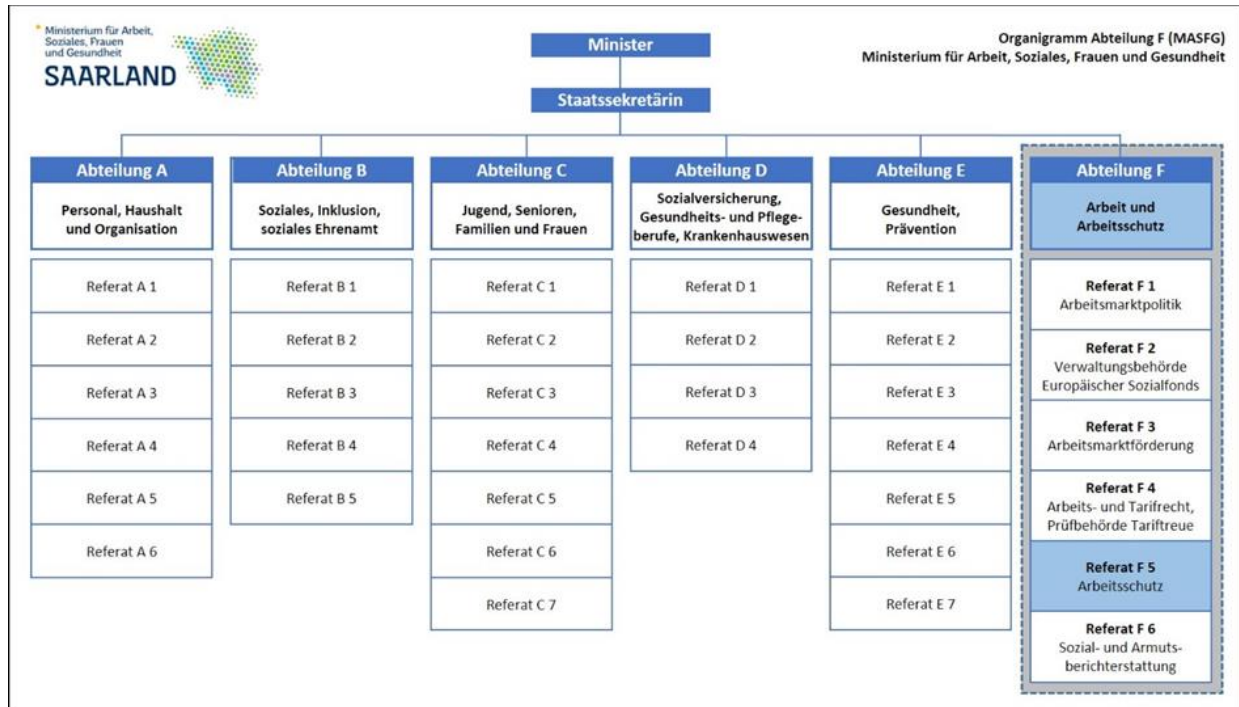 Ministerium für Arbeit,
Soziales, Frauen
und Gesundheit
SAARLAND
Organigramm Abteilung F (MASFG)
Ministerium für Arbeit, Soziales, Frauen und Gesundheit
Minister
Staatssekretärin
Abteilung A
Personal, Haushalt
und Organisation
Referat A 1
Referat A 2
Referat A 3
Referat A 4
Referat A 5
Referat A 6
Abteilung B
Soziales, Inklusion,
soziales Ehrenamt
Referat B 1
Referat B 2
Referat B 3
Referat B 4
Referat B 5
Abteilung C
Jugend, Senioren,
Familien und Frauen
Referat C 1
Referat C 2
Referat C 3
Referat C 4
Referat C 5
Referat C 6
Referat C 7
Abteilung D
Sozialversicherung,
Gesundheits- und Pflege-
berufe, Krankenhauswesen
Referat D 1
Referat D 2
Referat D 3
Referat D 4
Abteilung E
Gesundheit,
Prävention
Referat E 1
Referat E 2
Referat E 3
Referat E 4
Referat E 5
Referat E 6
Referat E 7
Abteilung F
Arbeit und
Arbeitsschutz
Referat F 1
Arbeitsmarktpolitik
Referat F 2
Verwaltungsbehörde
Europäischer Sozialfonds
Referat F 3
Arbeitsmarktförderung
Referat F 4
Arbeits- und Tarifrecht,
Prüfbehörde Tariftreue
Referat F 5
Arbeitsschutz
Referat F 6
Sozial- und Armuts-
berichterstattung